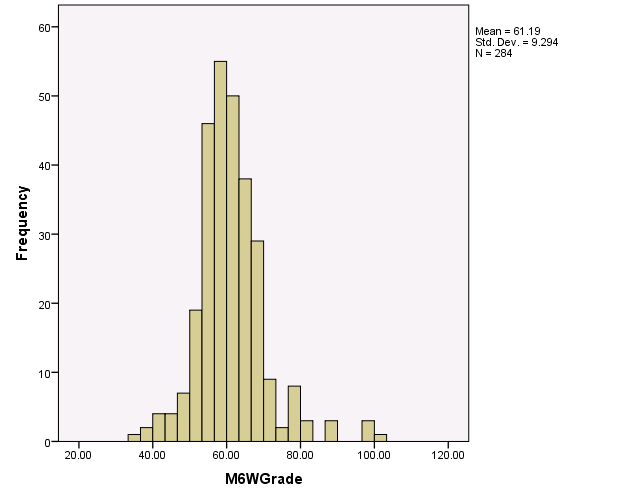 Mean = 61.19
Std. Dev. = 9.294
N = 284
60
50
40
30
20
10
0
Frequency
20.00 40.00 60.00 80.00 100.00 120.00
M6WGrade